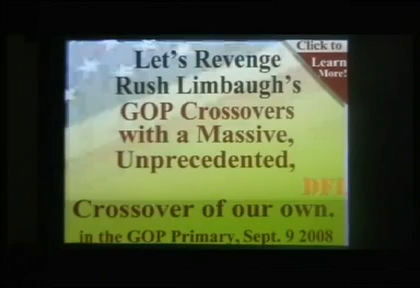 Click to
Learn
More!
Let's Revenge
Rush Limbaugh's
GOP Crossovers
with a Massive,
Unprecedented,
DFL
Crossover of our own.
in the GOP Primary, Sept. 9 2008